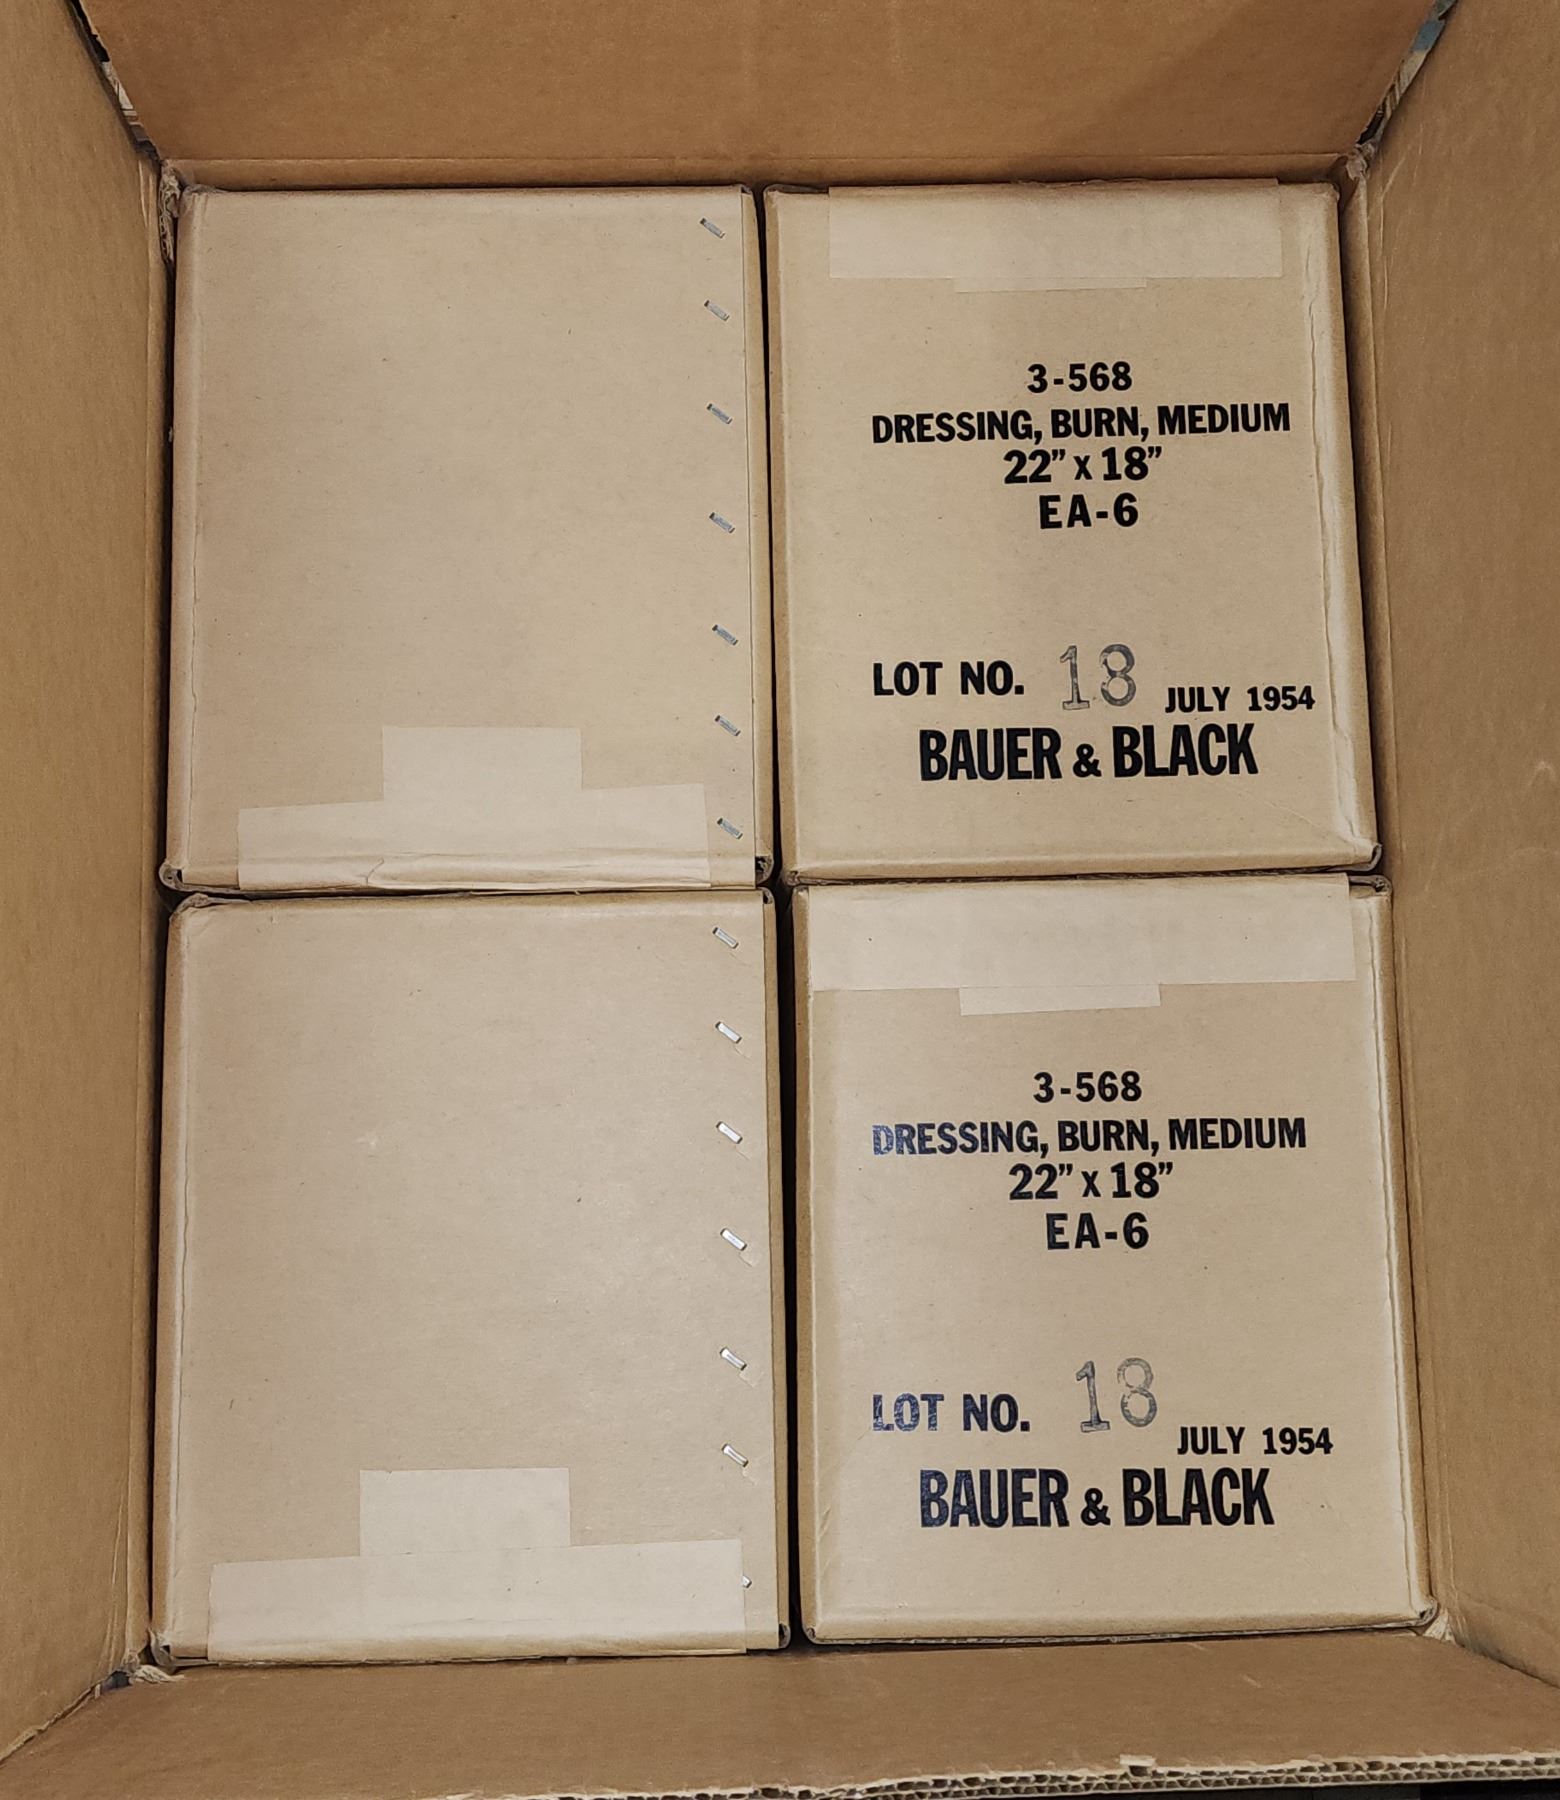 3-568
DRESSING, BURN, MEDIUM
22" x 18"
EA-6
LOT NO. 18 JULY 1954
BAUER & BLACK
3-568
DRESSING, BURN, MEDIUM
22" x 18"
EA-6
LOT NO. 18 JULY 1954
BAUER & BLACK